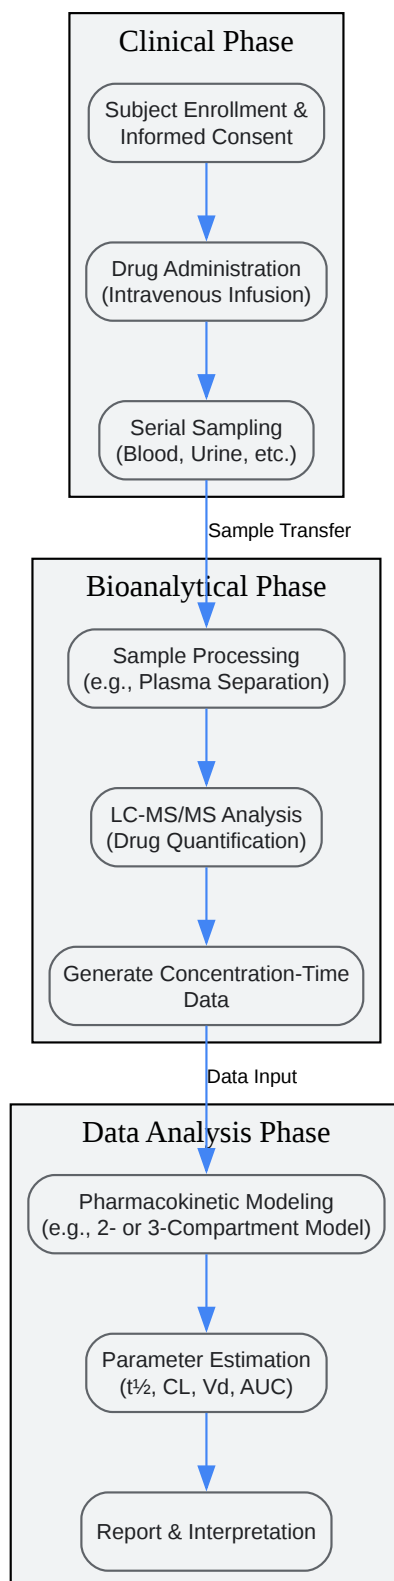 Clinical Phase
Subject Enrollment &
Informed Consent
Drug Administration
(Intravenous Infusion)
Serial Sampling
(Blood, Urine, etc.)
Sample Transfer
Bioanalytical Phase
Sample Processing
(e.g., Plasma Separation)
LC-MS/MS Analysis
(Drug Quantification)
Generate Concentration-Time
Data
Data Input
Data Analysis Phase
Pharmacokinetic Modeling
(e.g., 2- or 3-Compartment Model)
Parameter Estimation
(t½, CL, Vd, AUC)
Report & Interpretation